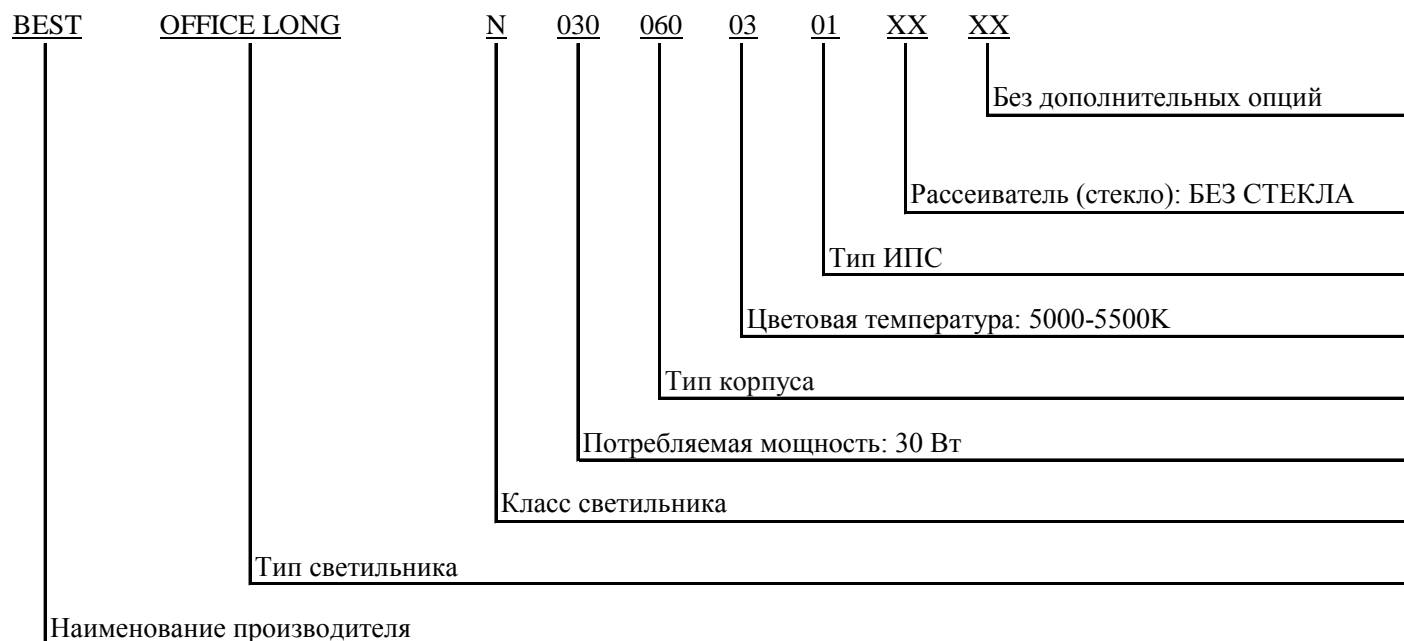 BEST OFFICE LONG N 030 060 03 01 XX XX
Без дополнительных опций
Рассеиватель (стекло): БЕЗ СТЕКЛА
Тип ИПС
Цветовая температура: 5000-5500K
Тип корпуса
Потребляемая мощность: 30 Вт
Класс светильника
Тип светильника
Наименование производителя